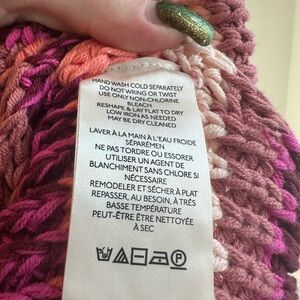 HAND WASH COLD SEPARATELY
DO NOT WRING OR TWIST
USE ONLY NON-CHLORINE
BLEACH
RESHAPE & LAY FLAT TO DRY
LOW IRON AS NEEDED
MAY BE DRY CLEANED
LAVER À LA MAIN À L'EAU FROIDE
SÉPARÉMEN
NE PAS TORDRE OU ESSORER
UTILISER UN AGENT DE
BLANCHIMENT SANS CHLORE SI
NÉCESSAIRE
REMODELER ET SÉCHER À PLAT
REPASSER, AU BESOIN, À TRÈS
BASSE TEMPÉRATURE
PEUT-ÊTRE ÊTRE NETTOYÉE
À SEC
P